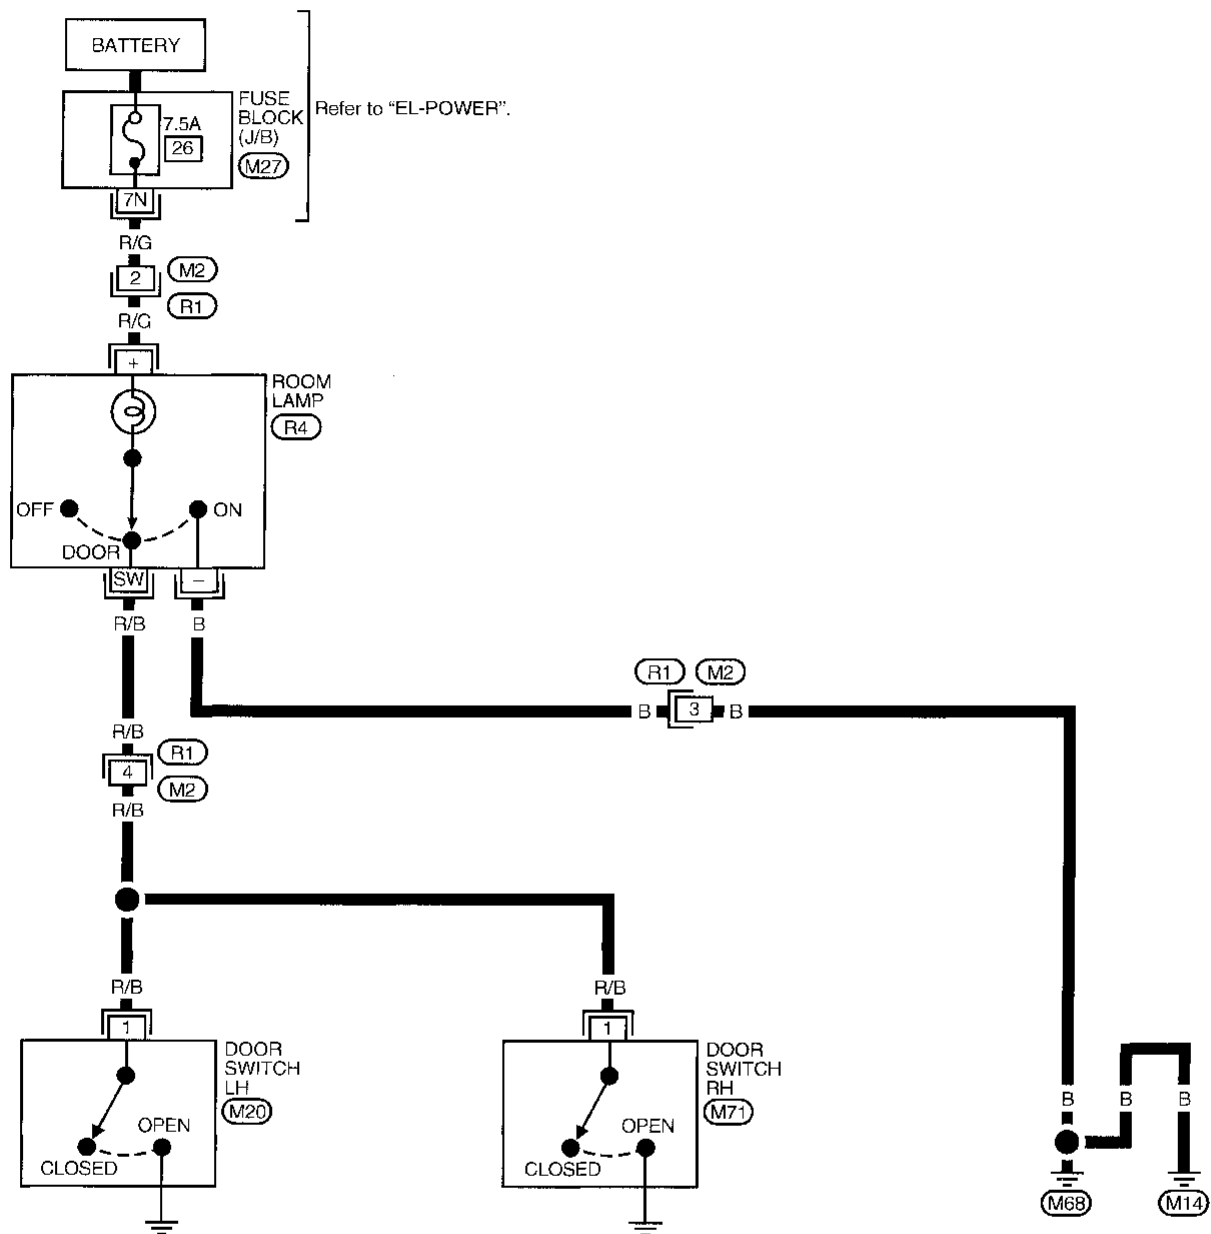 BATTERY
FUSE
BLOCK
(J/B)
M27
Refer to “EL-POWER”.
7.5A
26
7N
R/G
2
M2
R1
R/G
+
ROOM
LAMP
R4
OFF
ON
DOOR
SW
–
R/B
B
R1
M2
B
3
B
R/B
R1
4
M2
R/B
R/B
R/B
1
1
DOOR
SWITCH
LH
M20
OPEN
CLOSED
DOOR
SWITCH
RH
M71
OPEN
CLOSED
B
B
B
M68
M14